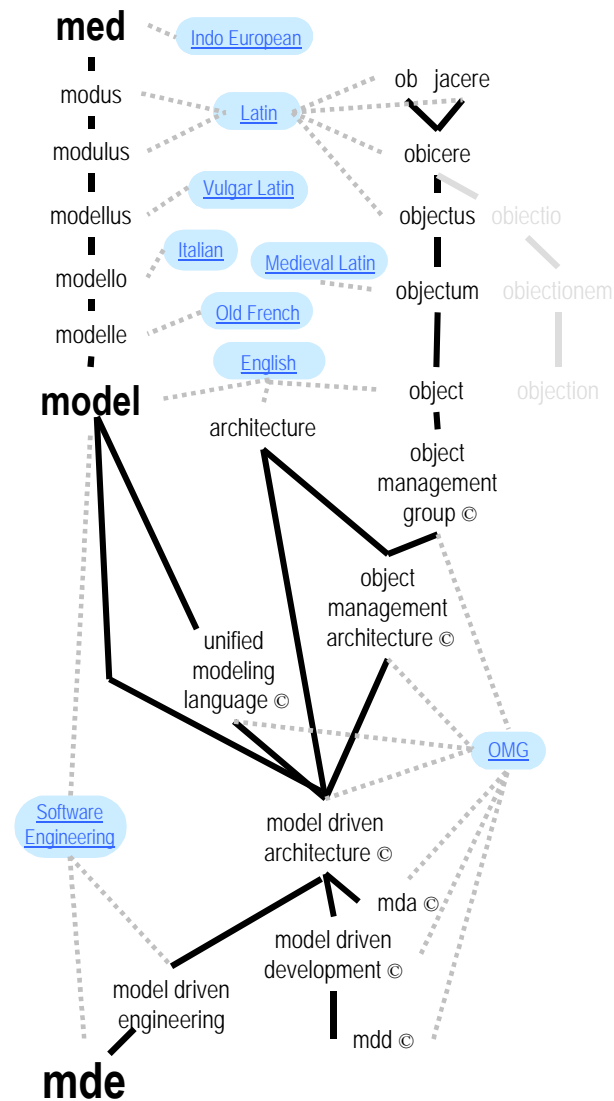 med
Indo European
modus
ob jacere
Latin
modulus
obicere
Vulgar Latin
modellus
objectus
obiectio
Italian
Medieval Latin
modello
objectum
obiectionem
Old French
modelle
English
model
object
objection
architecture
object
management
group ©
object
management
architecture ©
unified
modeling
language ©
OMG
Software
Engineering
model driven
architecture ©
mda ©
model driven
development ©
model driven
engineering
mdd ©
mde